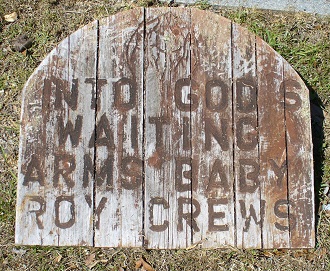 INTO GOD'S
WAITING
ARMS BABY
ROY CREWS